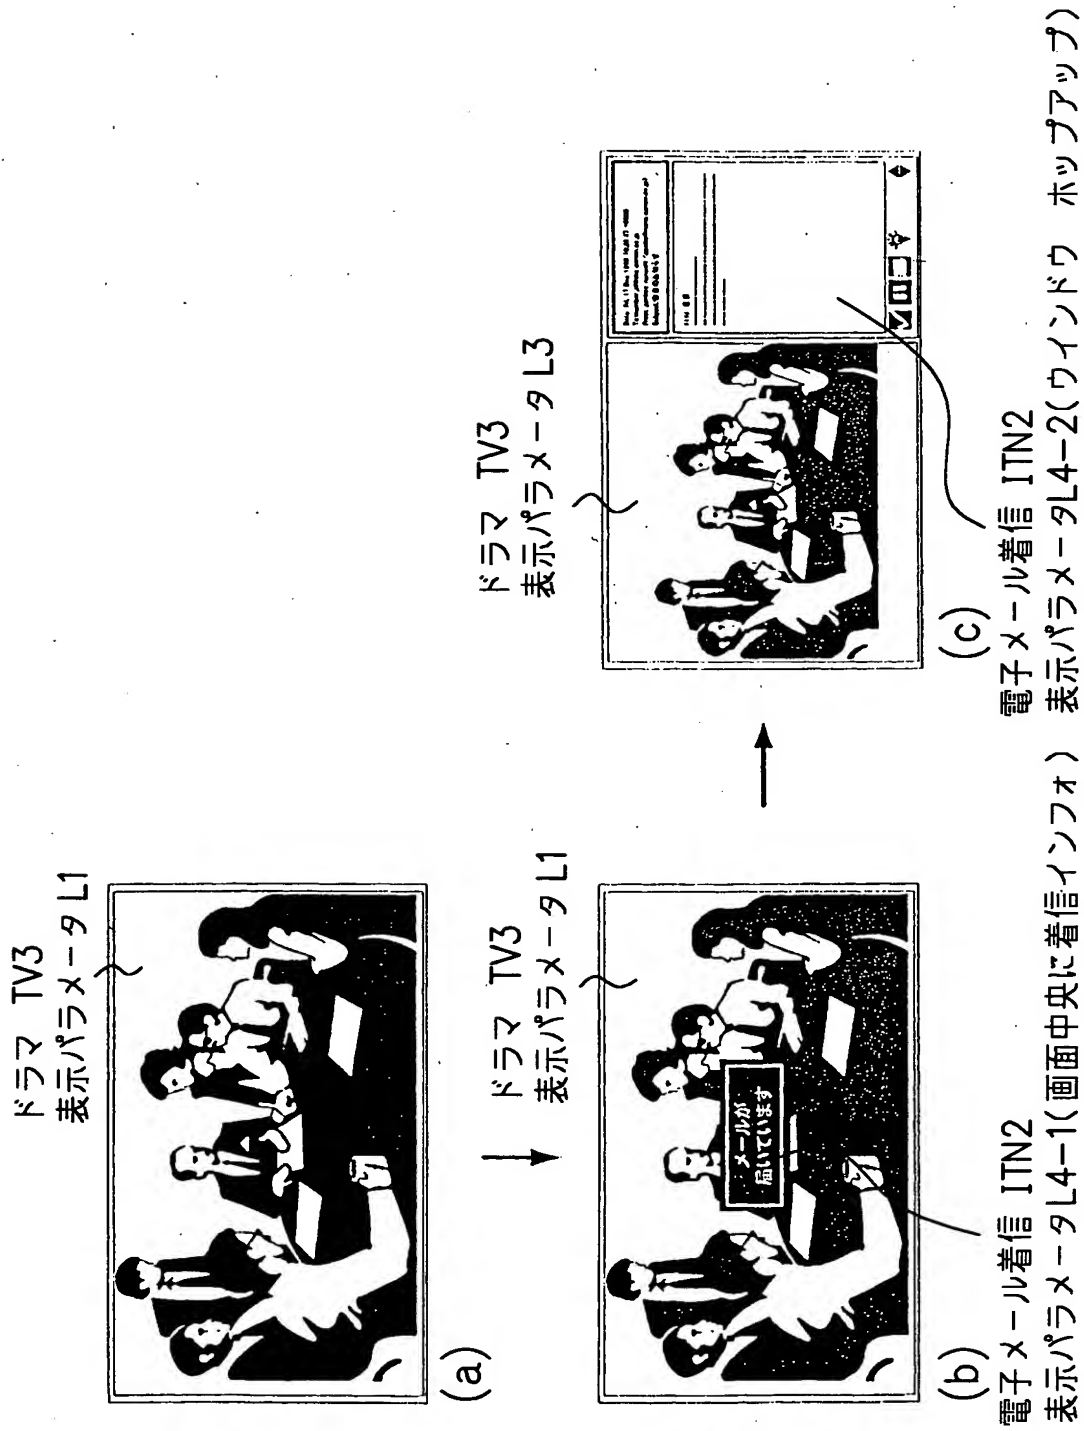 ドラマ TV3
表示パラメータ L1
(a)
ドラマ TV3
表示パラメータ L1
メールが
届いています
(b)
電子メール着信 ITN2
表示パラメータL4-1(画面中央に着信インフォ)
ドラマ TV3
表示パラメータ L3
(c)
電子メール着信 ITN2
表示パラメータL4-2(ウインドウ ホップアップ)